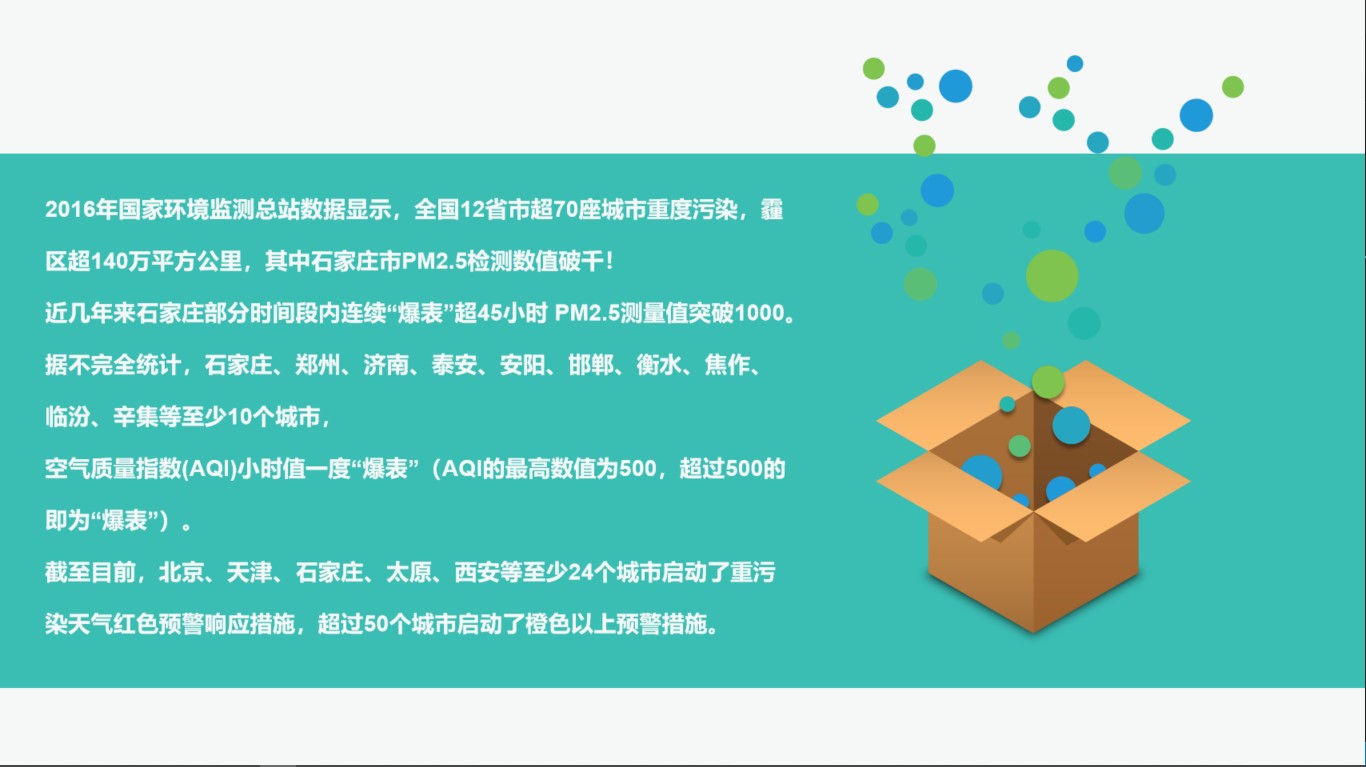 2016年国家环境监测总站数据显示，全国12省市超70座城市重度污染，霾
区超140万平方公里，其中石家庄市PM2.5检测数值破千！
近几年来石家庄部分时间段内连续“爆表”超45小时 PM2.5测量值突破1000。
据不完全统计，石家庄、郑州、济南、泰安、安阳、邯郸、衡水、焦作、
临汾、辛集等至少10个城市，
空气质量指数(AQI)小时值一度“爆表”（AQI的最高数值为500，超过500的
即为“爆表”）。
截至目前，北京、天津、石家庄、太原、西安等至少24个城市启动了重污
染天气红色预警响应措施，超过50个城市启动了橙色以上预警措施。